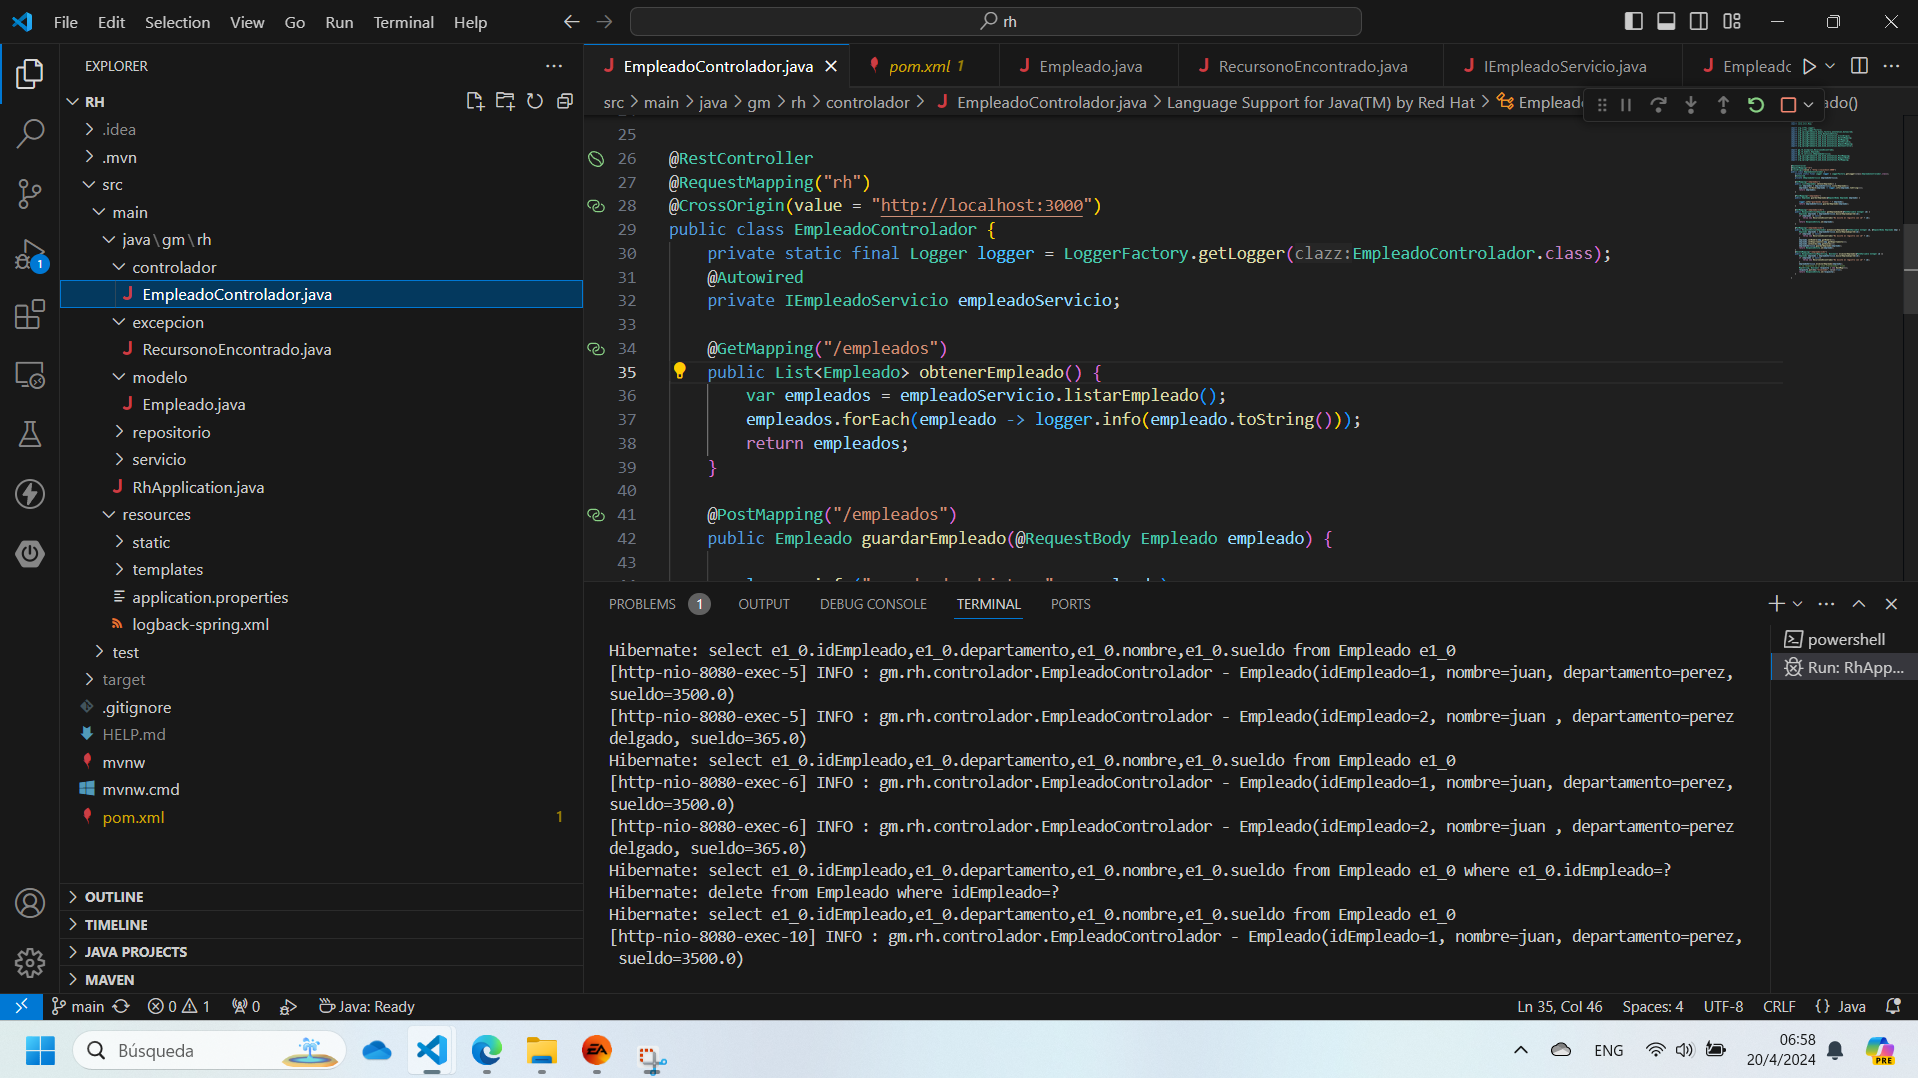 File Edit Selection View Go Run Terminal Help
rh
EXPLORER
RH
.idea
.mvn
src
main
java\gm\rh
controlador
EmpleadoControlador.java
excepcion
RecursonoEncontrado.java
modelo
Empleado.java
repositorio
servicio
RhApplication.java
resources
static
templates
application.properties
logback-spring.xml
test
target
.gitignore
HELP.md
mvnw
mvnw.cmd
pom.xml 1
OUTLINE
TIMELINE
JAVA PROJECTS
MAVEN
1
EmpleadoControlador.java
pom.xml 1
Empleado.java
RecursonoEncontrado.java
IEmpleadoServicio.java
Empleadc
src > main > java > gm > rh > controlador > EmpleadoControlador.java > Language Support for Java(TM) by Red Hat > Emplead
ado()
25
26 @RestController
27 @RequestMapping("rh")
28 @CrossOrigin(value = "http://localhost:3000")
29 public class EmpleadoControlador {
30 private static final Logger logger = LoggerFactory.getLogger(clazz:EmpleadoControlador.class);
31 @Autowired
32 private IEmpleadoServicio empleadoServicio;
33
34 @GetMapping("/empleados")
35 public List<Empleado> obtenerEmpleado() {
36 var empleados = empleadoServicio.listarEmpleado();
37 empleados.forEach(empleado -> logger.info(empleado.toString()));
38 return empleados;
39 }
40
41 @PostMapping("/empleados")
42 public Empleado guardarEmpleado(@RequestBody Empleado empleado) {
43
PROBLEMS 1 OUTPUT DEBUG CONSOLE TERMINAL PORTS
powershell
Run: RhApp...
Hibernate: select e1_0.idEmpleado,e1_0.departamento,e1_0.nombre,e1_0.sueldo from Empleado e1_0
[http-nio-8080-exec-5] INFO : gm.rh.controlador.EmpleadoControlador - Empleado(idEmpleado=1, nombre=juan, departamento=perez,
sueldo=3500.0)
[http-nio-8080-exec-5] INFO : gm.rh.controlador.EmpleadoControlador - Empleado(idEmpleado=2, nombre=juan , departamento=perez
delgado, sueldo=365.0)
Hibernate: select e1_0.idEmpleado,e1_0.departamento,e1_0.nombre,e1_0.sueldo from Empleado e1_0
[http-nio-8080-exec-6] INFO : gm.rh.controlador.EmpleadoControlador - Empleado(idEmpleado=1, nombre=juan, departamento=perez,
sueldo=3500.0)
[http-nio-8080-exec-6] INFO : gm.rh.controlador.EmpleadoControlador - Empleado(idEmpleado=2, nombre=juan , departamento=perez
delgado, sueldo=365.0)
Hibernate: select e1_0.idEmpleado,e1_0.departamento,e1_0.nombre,e1_0.sueldo from Empleado e1_0 where e1_0.idEmpleado=?
Hibernate: delete from Empleado where idEmpleado=?
Hibernate: select e1_0.idEmpleado,e1_0.departamento,e1_0.nombre,e1_0.sueldo from Empleado e1_0
[http-nio-8080-exec-10] INFO : gm.rh.controlador.EmpleadoControlador - Empleado(idEmpleado=1, nombre=juan, departamento=perez,
sueldo=3500.0)
main 0 1 0 Java: Ready
Ln 35, Col 46 Spaces: 4 UTF-8 CRLF {} Java
Búsqueda
EA
ENG
06:58
20/4/2024
PRE